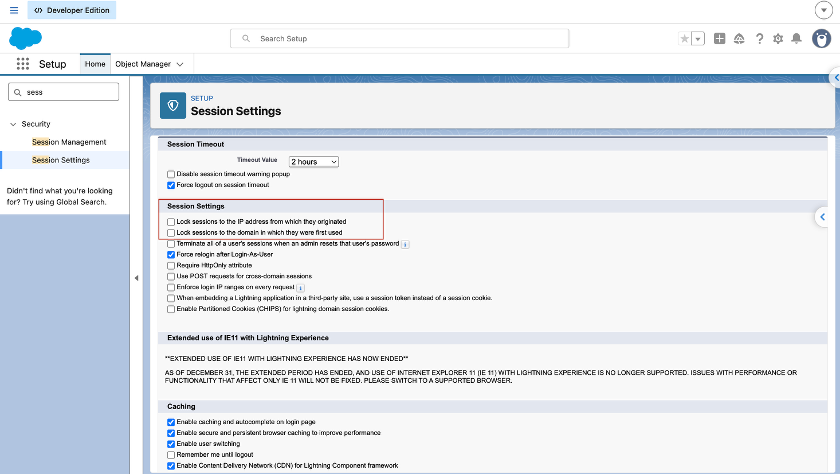 Developer Edition
Search Setup
Setup
Home
Object Manager
sess
Security
Session Management
Session Settings
Didn't find what you're looking
for? Try using Global Search.
SETUP
Session Settings
Session Timeout
Timeout Value 2 hours
Disable session timeout warning popup
Force logout on session timeout
Session Settings
Lock sessions to the IP address from which they originated
Lock sessions to the domain in which they were first used
Terminate all of a user's sessions when an admin resets that user's password i
Force relogin after Login-As-User
Require HttpOnly attribute
Use POST requests for cross-domain sessions
Enforce login IP ranges on every request i
When embedding a Lightning application in a third-party site, use a session token instead of a session cookie.
Enable Partitioned Cookies (CHIPS) for lightning domain session cookies.
Extended use of IE11 with Lightning Experience
**EXTENDED USE OF IE11 WITH LIGHTNING EXPERIENCE HAS NOW ENDED**
AS OF DECEMBER 31, THE EXTENDED PERIOD HAS ENDED, AND USE OF INTERNET EXPLORER 11 (IE 11) WITH LIGHTNING EXPERIENCE IS NO LONGER SUPPORTED. ISSUES WITH PERFORMANCE OR
FUNCTIONALITY THAT AFFECT ONLY IE 11 WILL NOT BE FIXED. PLEASE SWITCH TO A SUPPORTED BROWSER.
Caching
Enable caching and autocomplete on login page
Enable secure and persistent browser caching to improve performance
Enable user switching
Remember me until logout
Enable Content Delivery Network (CDN) for Lightning Component framework